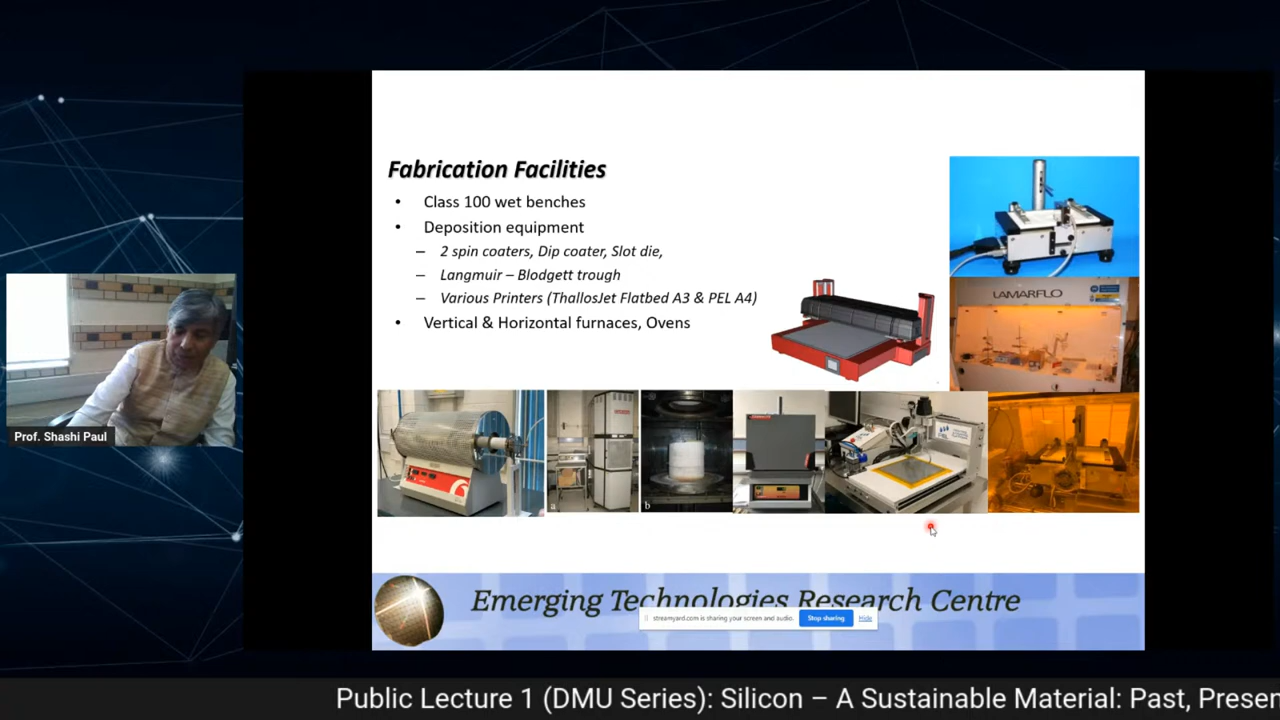 Fabrication Facilities
• Class 100 wet benches
• Deposition equipment
– 2 spin coaters, Dip coater, Slot die,
– Langmuir – Blodgett trough
– Various Printers (ThallosJet Flatbed A3 & PEL A4)
• Vertical & Horizontal furnaces, Ovens
LAMARFLO
PEL
a
b
Prof. Shashi Paul
Emerging Technologies Research Centre
streamyard.com is sharing your screen and audio.
Stop sharing
Hide
Public Lecture 1 (DMU Series): Silicon – A Sustainable Material: Past, Presen